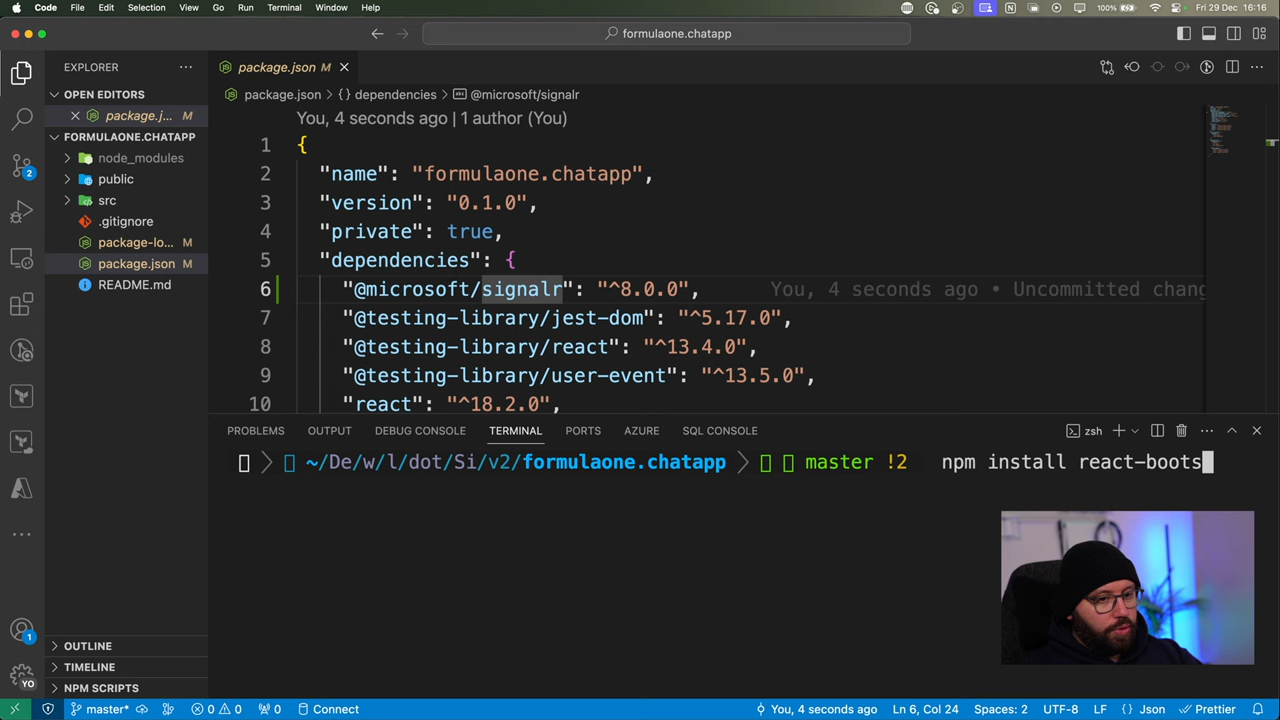 Code File Edit Selection View Go Run Terminal Window Help 100% Fri 29 Dec 16:16
formulaone.chatapp
EXPLORER
OPEN EDITORS
package.j... M
FORMULAONE.CHATAPP
node_modules
public
src
.gitignore
package-lo... M
package.json M
README.md
OUTLINE
TIMELINE
NPM SCRIPTS
package.json M
package.json > {} dependencies > @microsoft/signalr
You, 4 seconds ago | 1 author (You)
1 {
2 "name": "formulaone.chatapp",
3 "version": "0.1.0",
4 "private": true,
5 "dependencies": {
6 "@microsoft/signalr": "^8.0.0", You, 4 seconds ago • Uncommitted chang
7 "@testing-library/jest-dom": "^5.17.0",
8 "@testing-library/react": "^13.4.0",
9 "@testing-library/user-event": "^13.5.0",
10 "react": "^18.2.0",
PROBLEMS OUTPUT DEBUG CONSOLE TERMINAL PORTS AZURE SQL CONSOLE zsh
~/De/w/l/dot/Si/v2/formulaone.chatapp master !2 npm install react-boots
2
1
YO
master* 0 0 0 Connect You, 4 seconds ago Ln 6, Col 24 Spaces: 2 UTF-8 LF {} Json Prettier